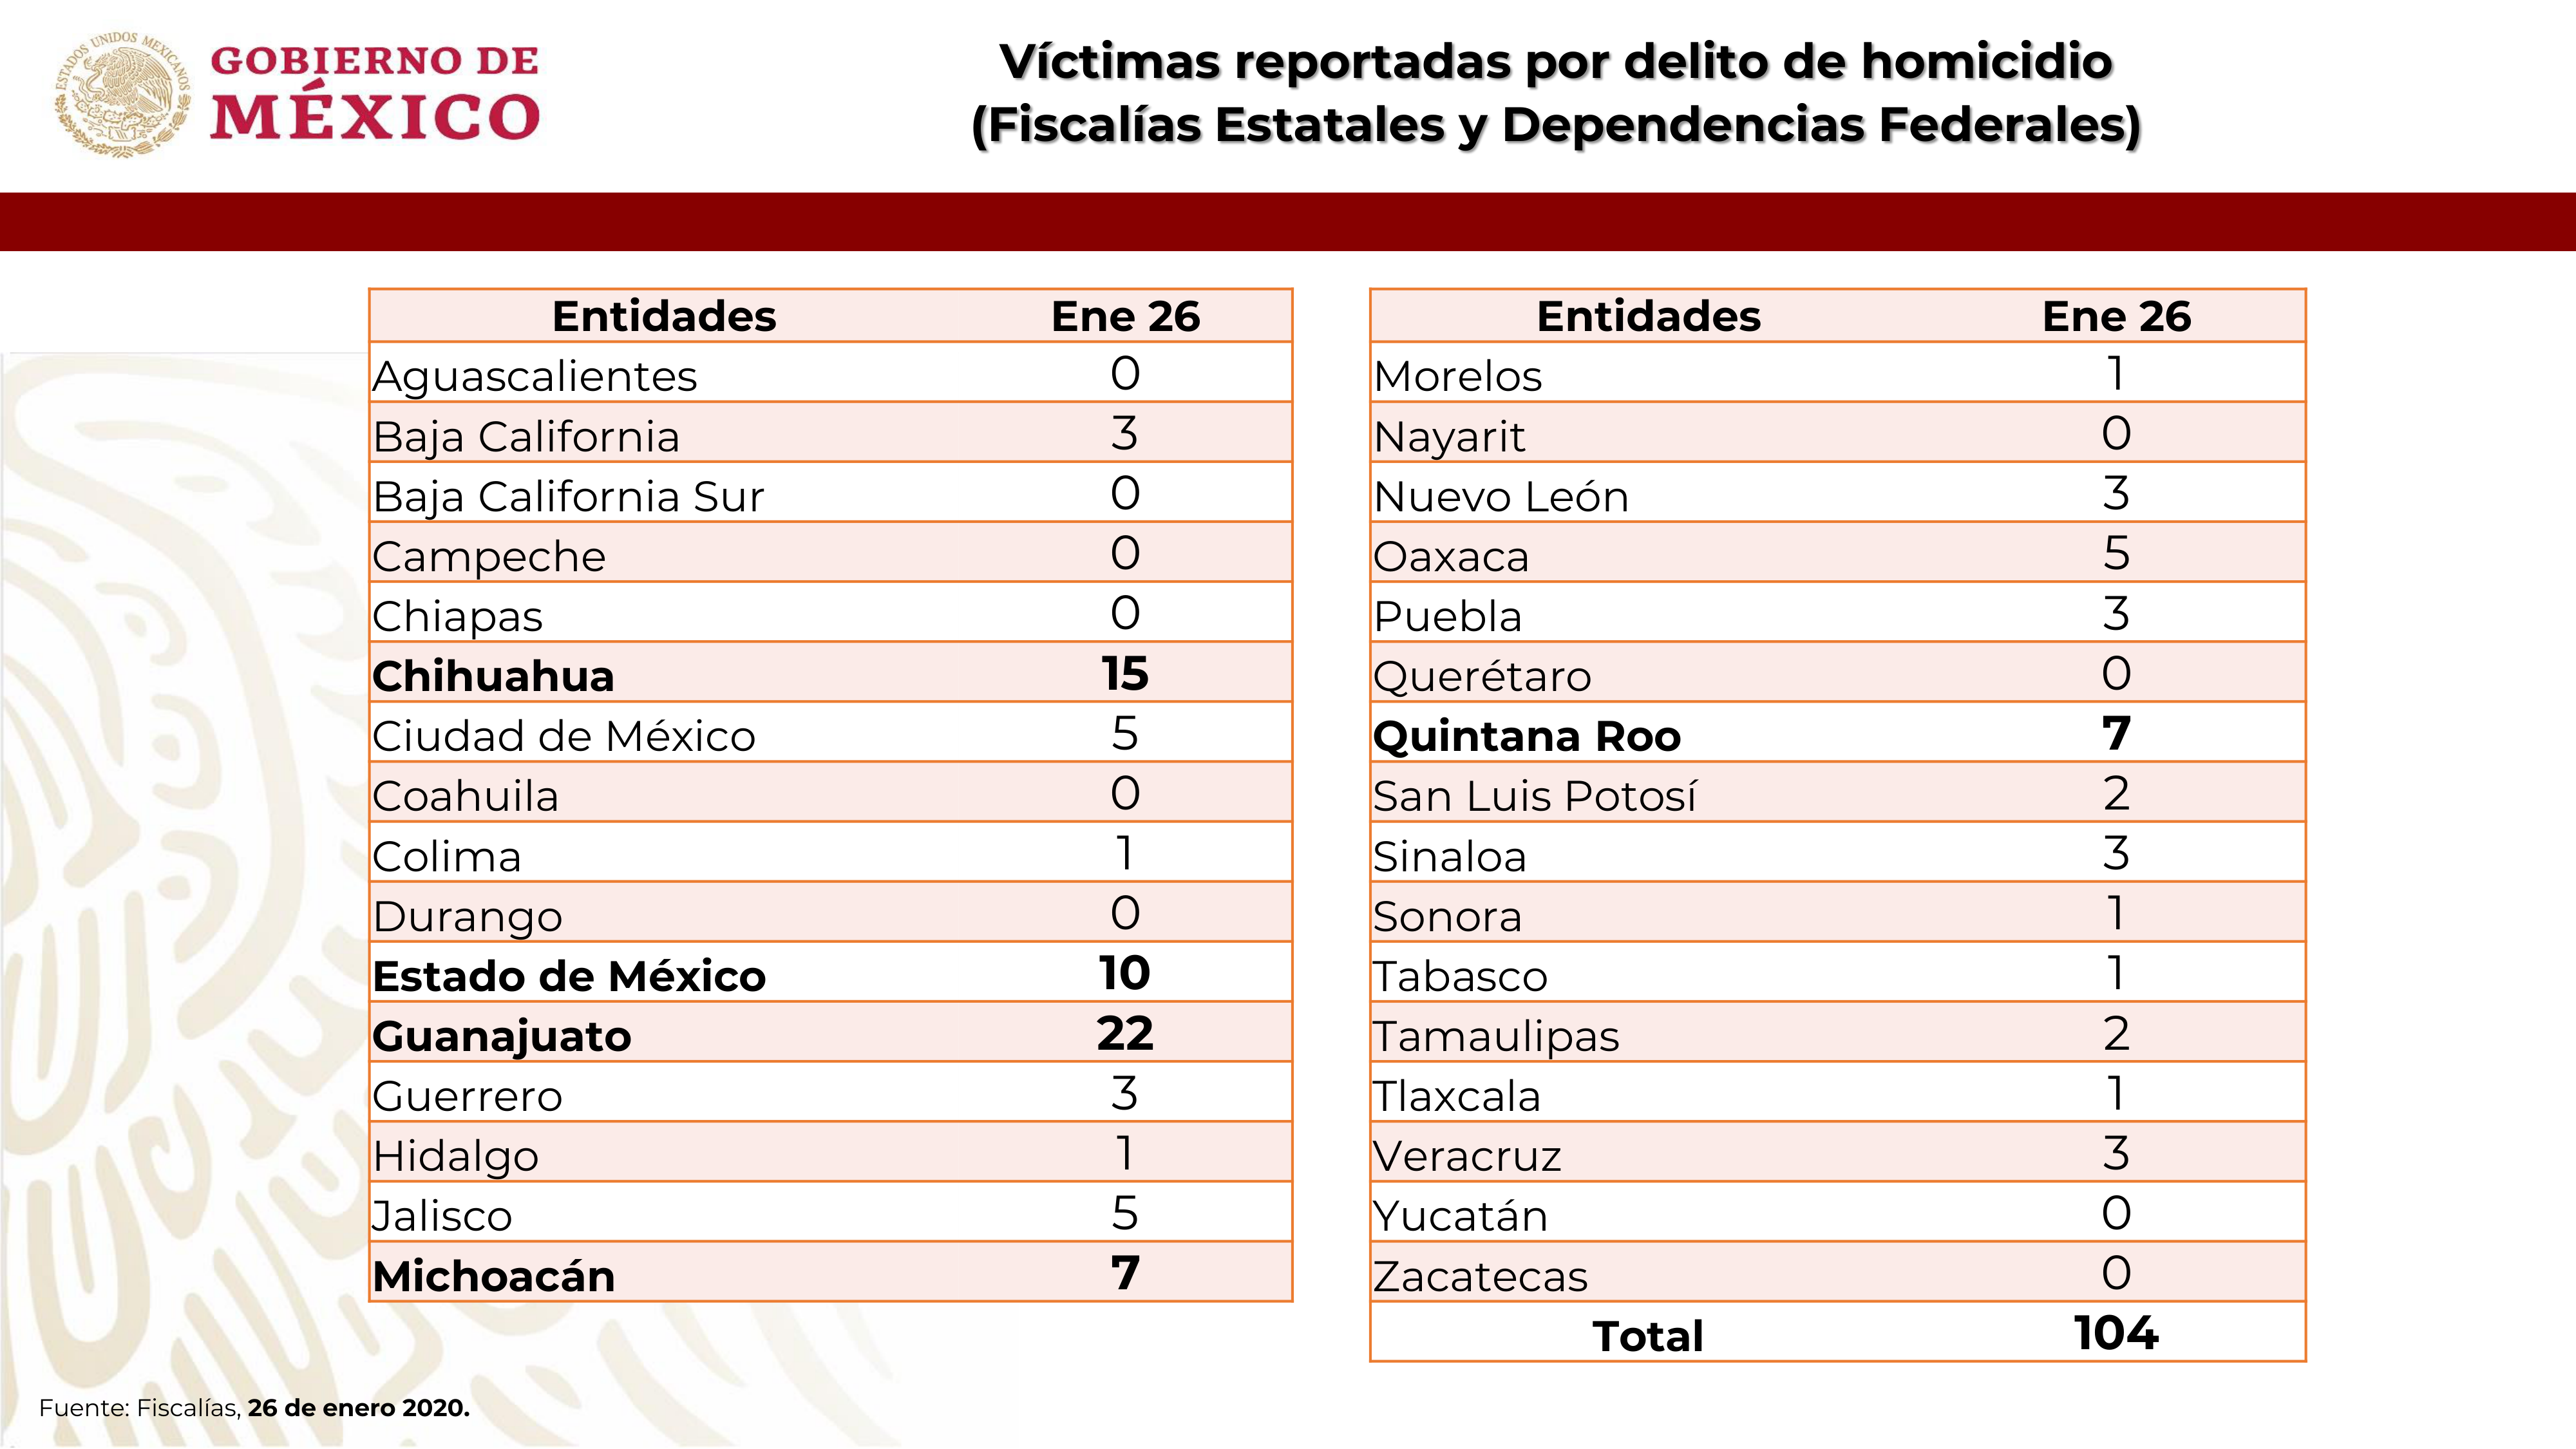 ESTADOS UNIDOS MEXICANOS
GOBIERNO DE
MÉXICO
Víctimas reportadas por delito de homicidio
(Fiscalías Estatales y Dependencias Federales)
Entidades Ene 26
Aguascalientes 0
Baja California 3
Baja California Sur 0
Campeche 0
Chiapas 0
Chihuahua 15
Ciudad de México 5
Coahuila 0
Colima 1
Durango 0
Estado de México 10
Guanajuato 22
Guerrero 3
Hidalgo 1
Jalisco 5
Michoacán 7
Entidades Ene 26
Morelos 1
Nayarit 0
Nuevo León 3
Oaxaca 5
Puebla 3
Querétaro 0
Quintana Roo 7
San Luis Potosí 2
Sinaloa 3
Sonora 1
Tabasco 1
Tamaulipas 2
Tlaxcala 1
Veracruz 3
Yucatán 0
Zacatecas 0
Total 104
Fuente: Fiscalías, 26 de enero 2020.